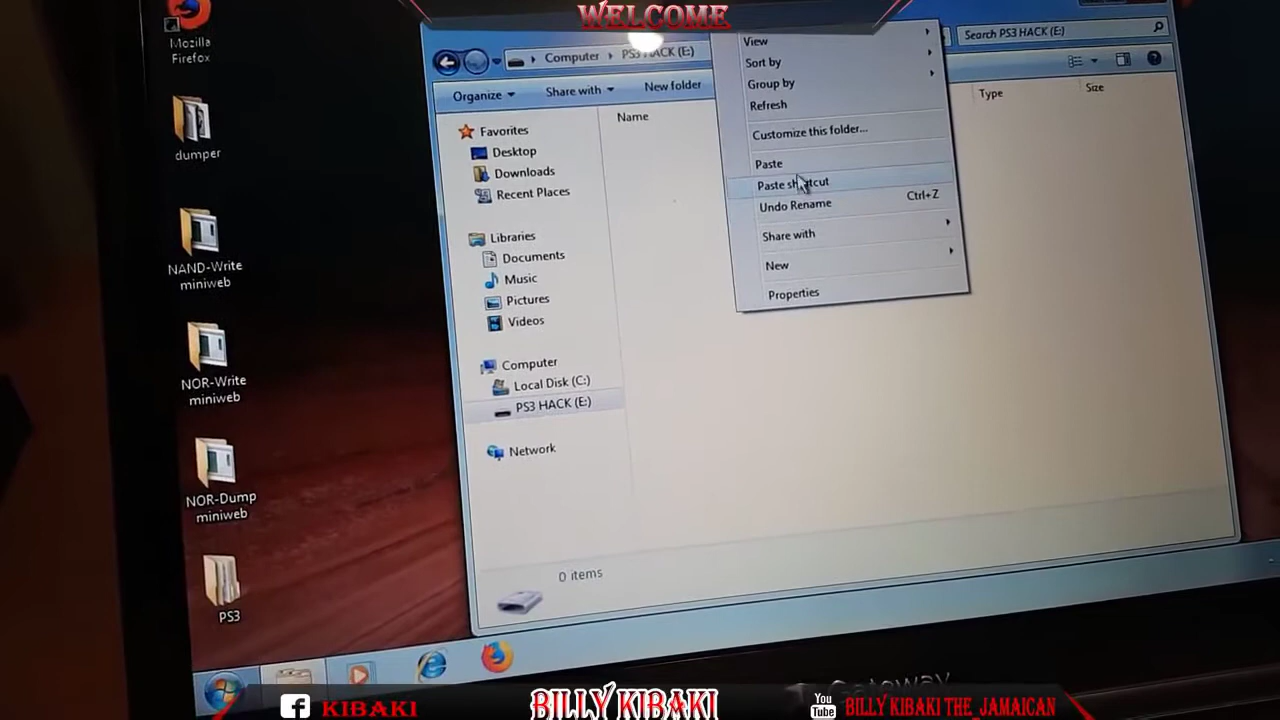 WELCOME
Mozilla
Firefox
dumper
NAND-Write
miniweb
NOR-Write
miniweb
NOR-Dump
miniweb
PS3
Computer
PS3 HACK (E:)
Search PS3 HACK (E:)
Organize
Share with
New folder
Name
Type
Size
Favorites
Desktop
Downloads
Recent Places
Libraries
Documents
Music
Pictures
Videos
Computer
Local Disk (C:)
PS3 HACK (E:)
Network
View
Sort by
Group by
Refresh
Customize this folder...
Paste
Paste shortcut
Undo Rename Ctrl+Z
Share with
New
Properties
0 items
Gateway
KIBAKI
BILLY KIBAKI
You
Tube
BILLY KIBAKI THE_JAMAICAN